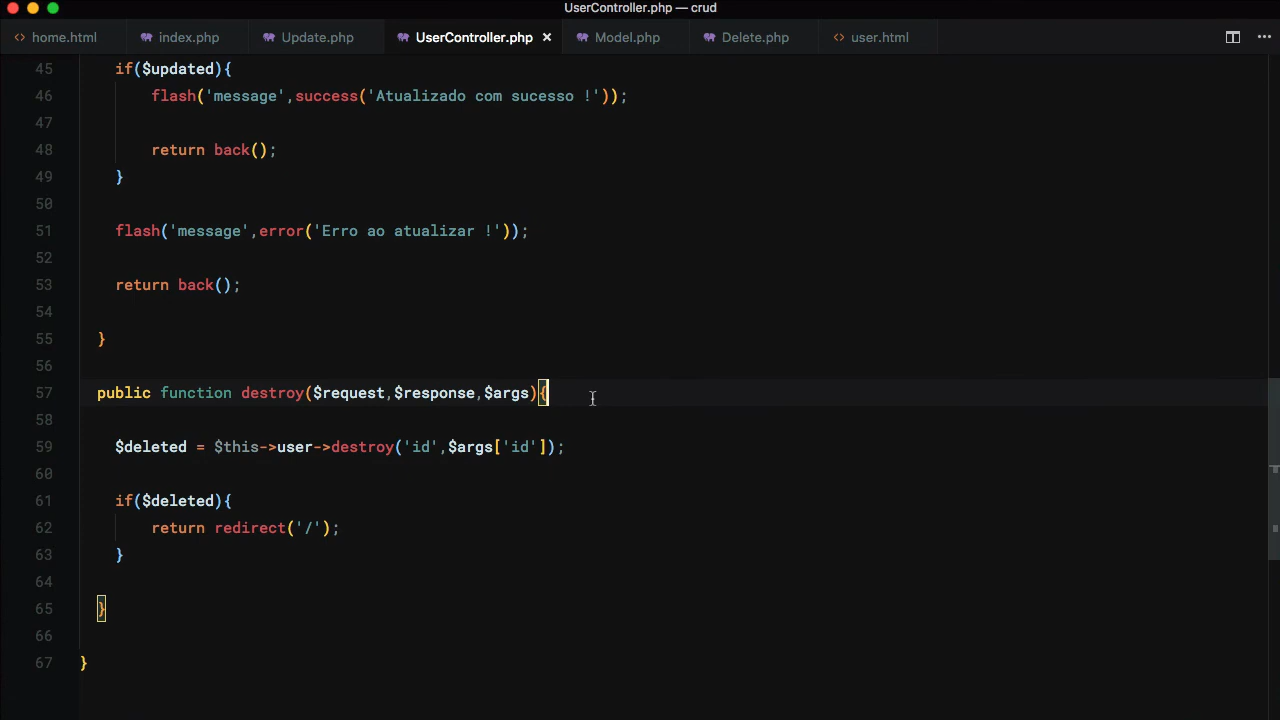 UserController.php — crud
<> home.html index.php Update.php UserController.php × Model.php Delete.php <> user.html
45 if($updated){
46 flash('message',success('Atualizado com sucesso !'));
47
48 return back();
49 }
50
51 flash('message',error('Erro ao atualizar !'));
52
53 return back();
54
55 }
56
57 public function destroy($request,$response,$args){
58
59 $deleted = $this->user->destroy('id',$args['id']);
60
61 if($deleted){
62 return redirect('/');
63 }
64
65 }
66
67 }